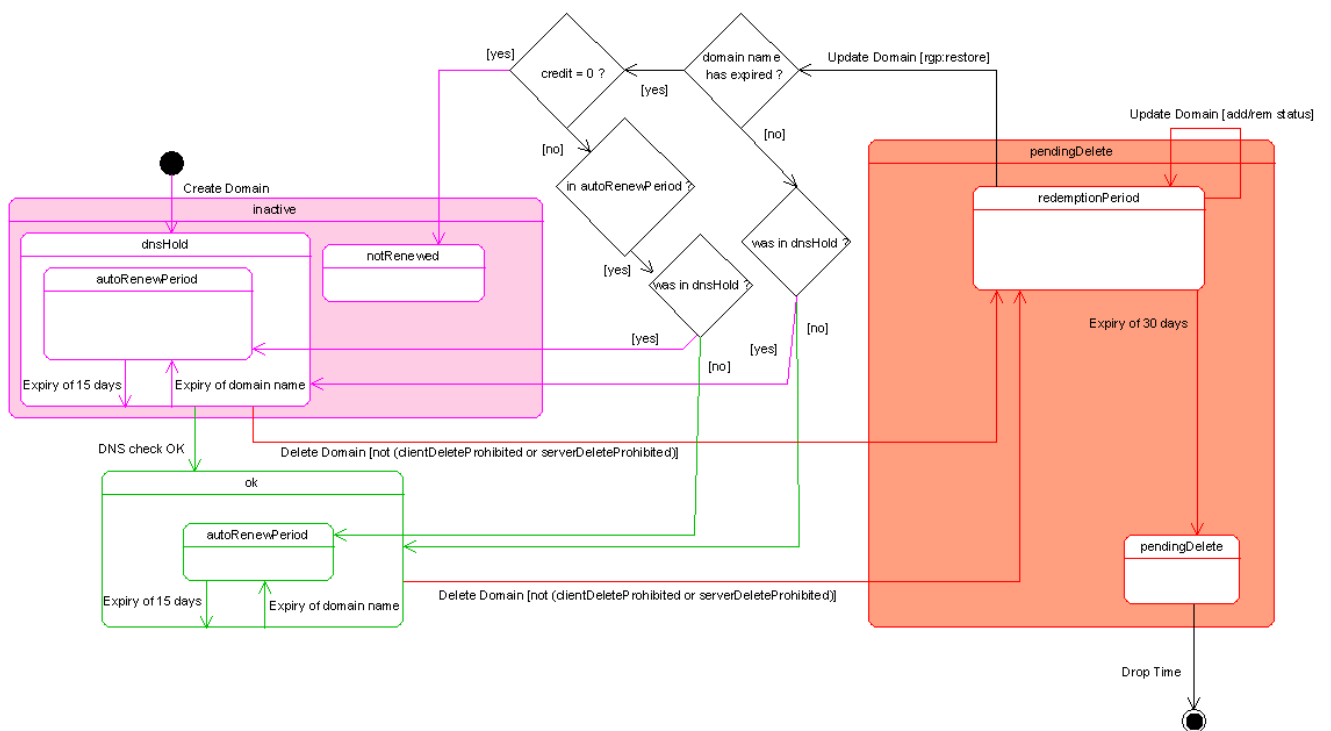 [yes]
credit = 0 ?
domain name
has expired ?
Update Domain [rgp:restore]
[yes]
Update Domain [add/rem status]
[no]
[no]
pendingDelete
Create Domain
in autoRenewPeriod ?
redemptionPeriod
inactive
dnsHold
notRenewed
was in dnsHold ?
autoRenewPeriod
[yes]
was in dnsHold ?
Expiry of 30 days
[no]
[yes]
[yes]
[no]
Expiry of 15 days
Expiry of domain name
DNS check OK
Delete Domain [not (clientDeleteProhibited or serverDeleteProhibited)]
ok
autoRenewPeriod
pendingDelete
Expiry of 15 days
Expiry of domain name
Delete Domain [not (clientDeleteProhibited or serverDeleteProhibited)]
Drop Time